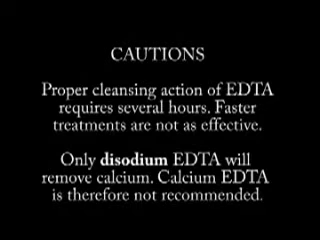 CAUTIONS
Proper cleansing action of EDTA
requires several hours. Faster
treatments are not as effective.
Only disodium EDTA will
remove calcium. Calcium EDTA
is therefore not recommended.